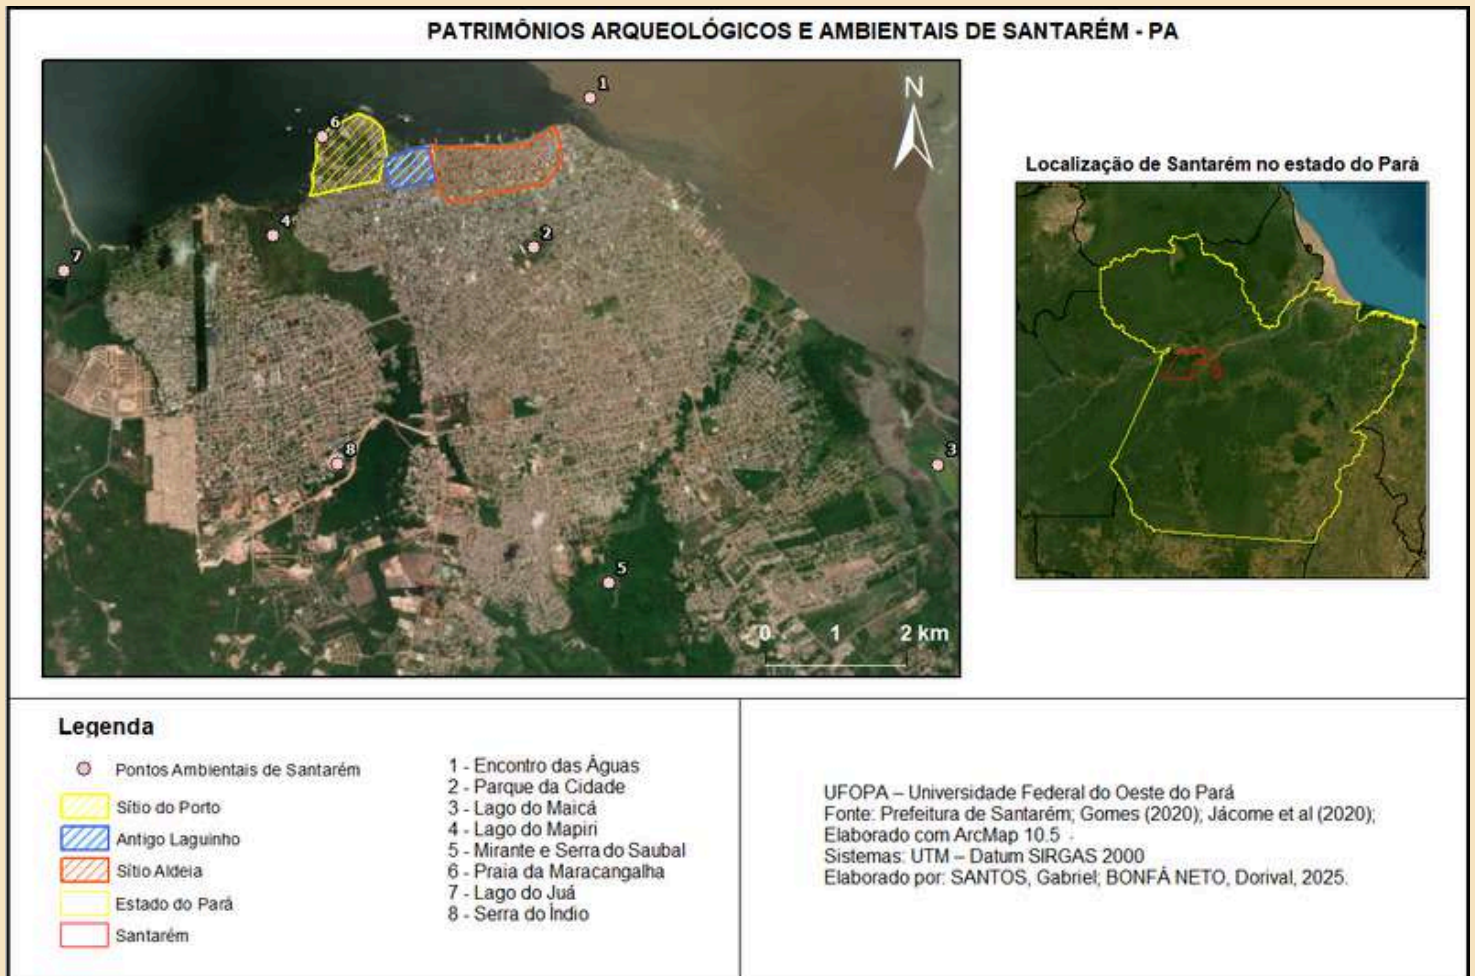 PATRIMÔNIOS ARQUEOLÓGICOS E AMBIENTAIS DE SANTARÉM - PA
1
N
6
4
2
7
8
3
5
0 1 2 km
Localização de Santarém no estado do Pará
Legenda
Pontos Ambientais de Santarém
Sítio do Porto
Antigo Laguinho
Sítio Aldeia
Estado do Pará
Santarém
1 - Encontro das Águas
2 - Parque da Cidade
3 - Lago do Maicá
4 - Lago do Mapiri
5 - Mirante e Serra do Saubal
6 - Praia da Maracangalha
7 - Lago do Juá
8 - Serra do Índio
UFOPA – Universidade Federal do Oeste do Pará
Fonte: Prefeitura de Santarém; Gomes (2020); Jácome et al (2020);
Elaborado com ArcMap 10.5 .
Sistemas: UTM – Datum SIRGAS 2000
Elaborado por: SANTOS, Gabriel; BONFÁ NETO, Dorival, 2025.